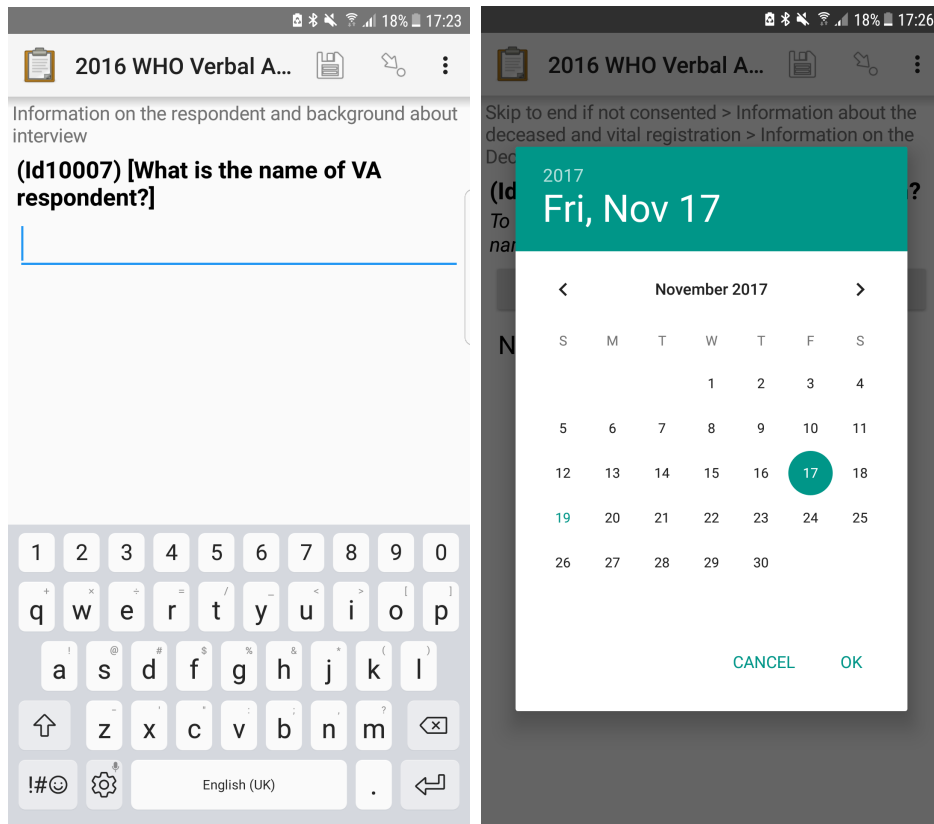 18% 17:23
2016 WHO Verbal A...
Information on the respondent and background about
interview
(Id10007) [What is the name of VA
respondent?]
1 2 3 4 5 6 7 8 9 0
+ × ÷ = / _ < > [ ]
q w e r t y u i o p
! @ # $ % & * ( )
a s d f g h j k l
- ' " : ; , ?
z x c v b n m
!#☺
English (UK)
.
18% 17:26
2016 WHO Verbal A...
Skip to end if not consented > Information about the
deceased and vital registration > Information on the
Dec
(Id ?
To
nar
N
2017
Fri, Nov 17
November 2017
S M T W T F S
1 2 3 4
5 6 7 8 9 10 11
12 13 14 15 16 17 18
19 20 21 22 23 24 25
26 27 28 29 30
CANCEL OK